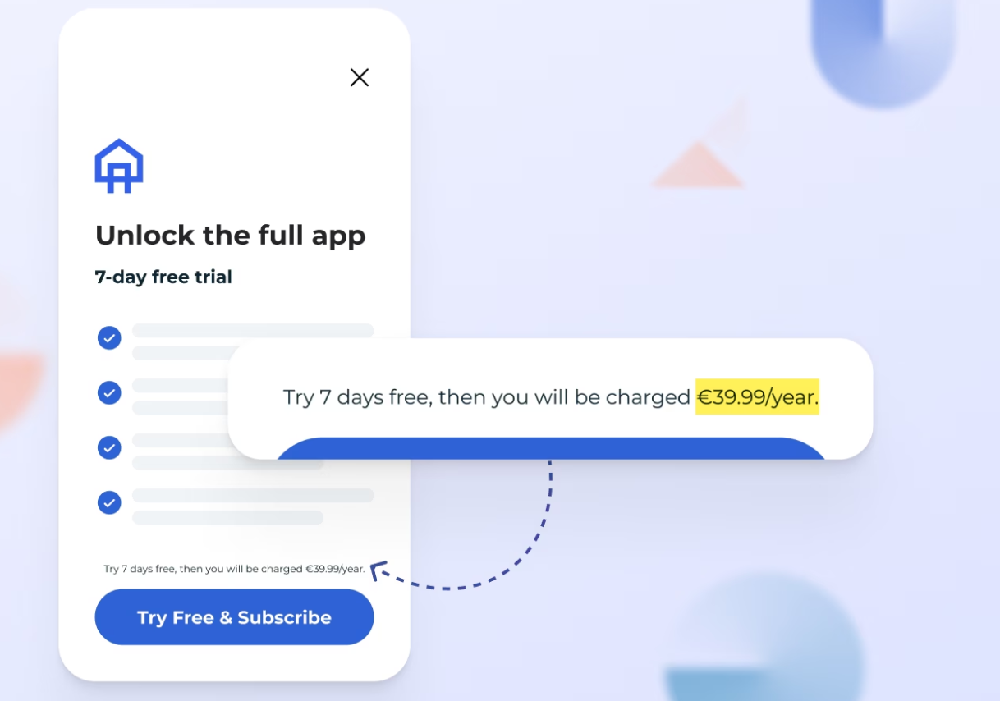 Unlock the full app
7-day free trial
Try 7 days free, then you will be charged €39.99/year.
Try 7 days free, then you will be charged €39.99/year.
Try Free & Subscribe